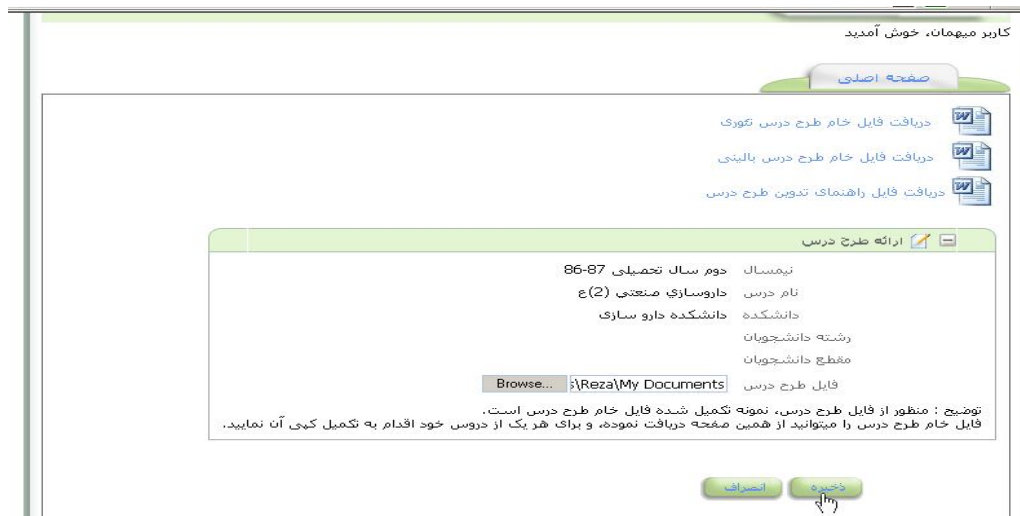 کاربر میهمان، خوش آمدید
صفحه اصلی
دریافت فایل خام طرح درس تئوری
دریافت فایل خام طرح درس بالینی
دریافت فایل راهنمای تدوین طرح درس
ارائه طرح درس
نیمسال دوم سال تحصیلی 87-86
نام درس داروسازي صنعتي (2)ع
دانشکده دانشکده دارو سازی
رشته دانشجویان
مقطع دانشجویان
فایل طرح درس s\Reza\My Documents Browse...
توضیح : منظور از فایل طرح درس، نمونه تکمیل شده فایل خام طرح درس است.
فایل خام طرح درس را میتوانید از همین صفحه دریافت نموده، و برای هر یک از دروس خود اقدام به تکمیل کپی آن نمایید.
ذخیره انصراف